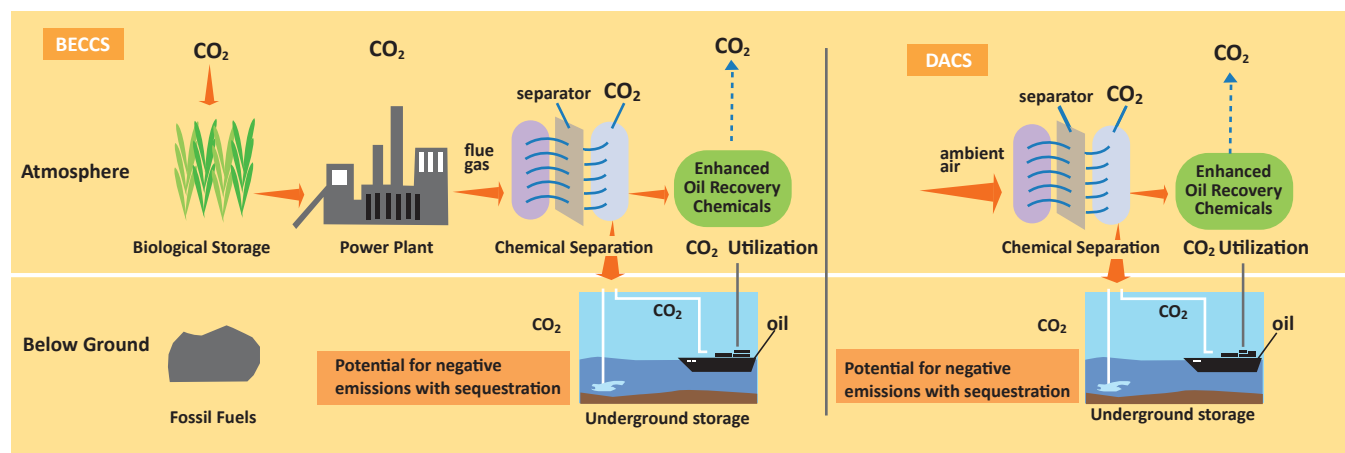 BECCS
CO₂
CO₂
separator
CO₂
CO₂
flue
gas
Enhanced
Oil Recovery
Chemicals
Atmosphere
Biological Storage
Power Plant
Chemical Separation
CO₂ Utilization
Below Ground
Fossil Fuels
CO₂
CO₂
oil
Potential for negative
emissions with sequestration
Underground storage
DACS
separator
CO₂
CO₂
ambient
air
Enhanced
Oil Recovery
Chemicals
Chemical Separation
CO₂ Utilization
CO₂
CO₂
oil
Potential for negative
emissions with sequestration
Underground storage